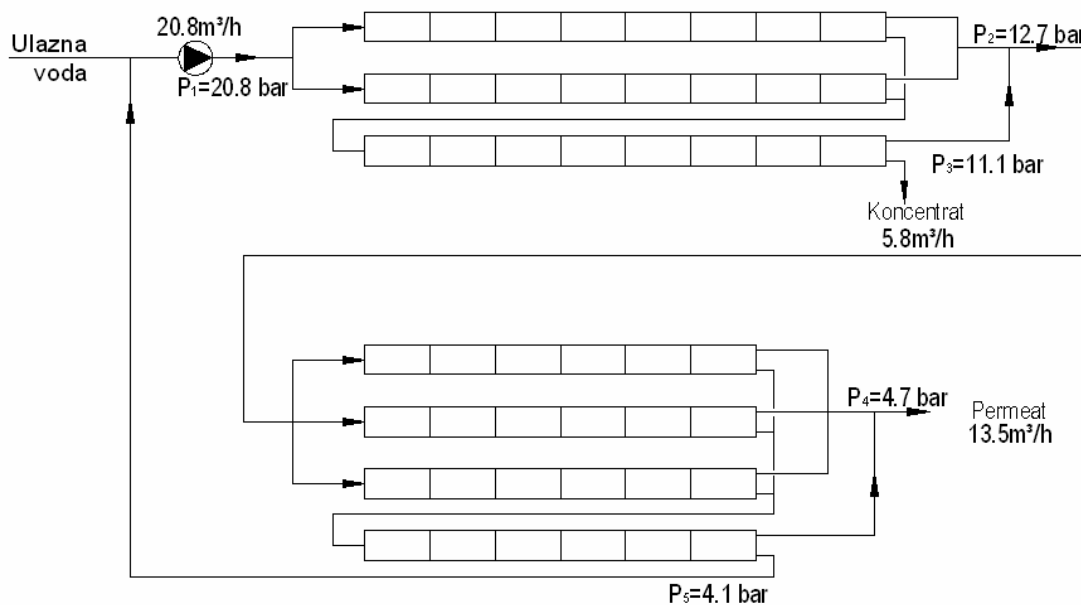 20.8m³/h
Ulazna
voda
P₁=20.8 bar
P₂=12.7 bar
P₃=11.1 bar
Koncentrat
5.8m³/h
P₄=4.7 bar
Permeat
13.5m³/h
P₅=4.1 bar